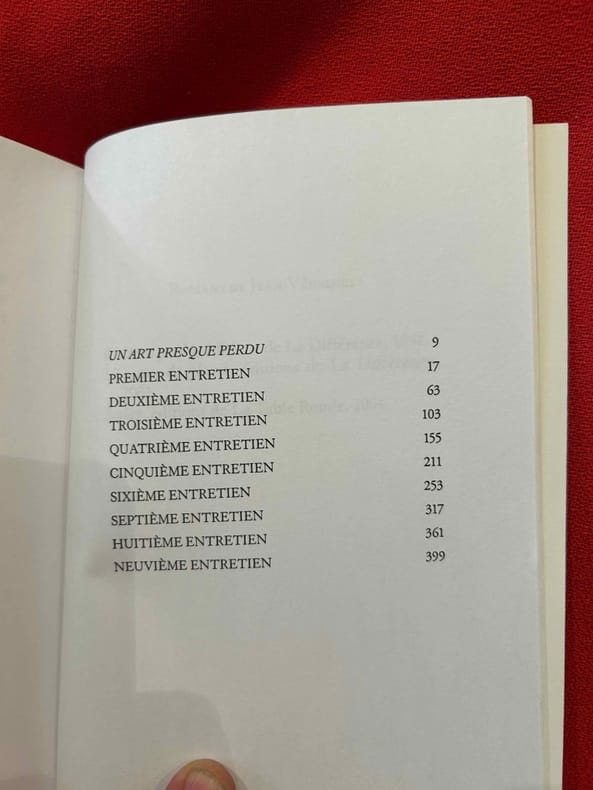 UN ART PRESQUE PERDU 9
PREMIER ENTRETIEN 17
DEUXIÈME ENTRETIEN 63
TROISIÈME ENTRETIEN 103
QUATRIÈME ENTRETIEN 155
CINQUIÈME ENTRETIEN 211
SIXIÈME ENTRETIEN 253
SEPTIÈME ENTRETIEN 317
HUITIÈME ENTRETIEN 361
NEUVIÈME ENTRETIEN 399